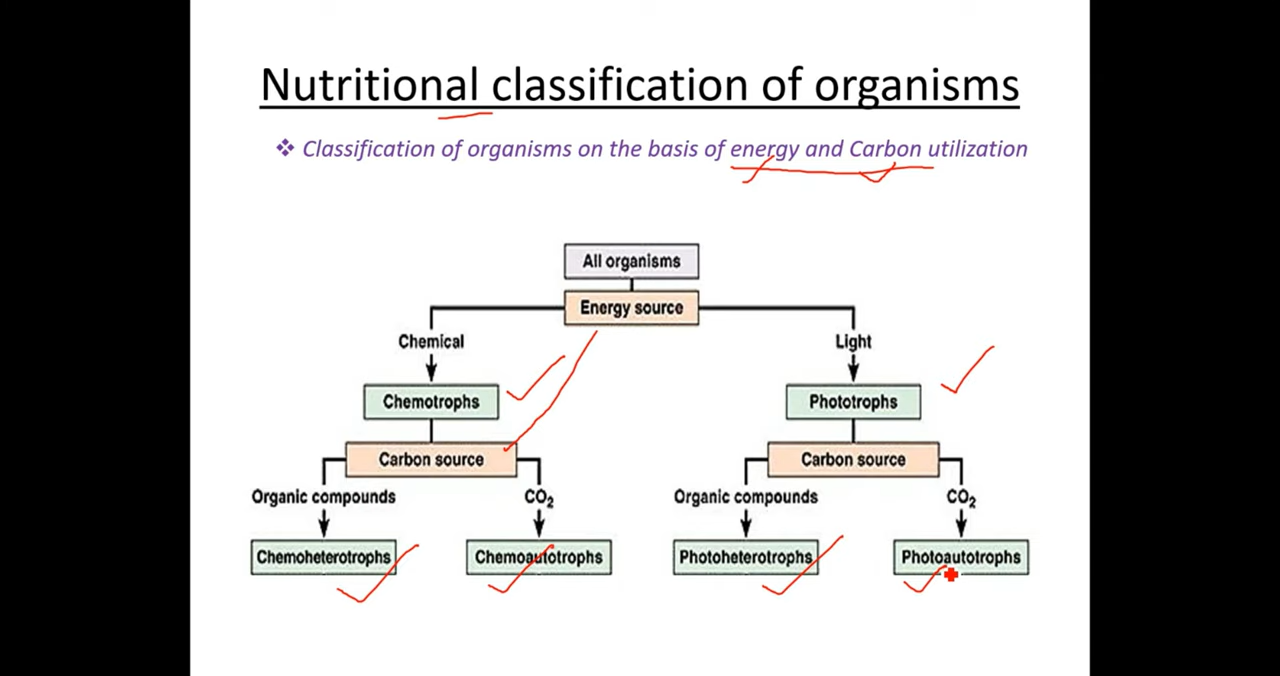 Nutritional classification of organisms
❖ Classification of organisms on the basis of energy and Carbon utilization
All organisms
Energy source
Chemical
Light
Chemotrophs
Phototrophs
Carbon source
Carbon source
Organic compounds
CO₂
Organic compounds
CO₂
Chemoheterotrophs
Chemoautotrophs
Photoheterotrophs
Photoautotrophs